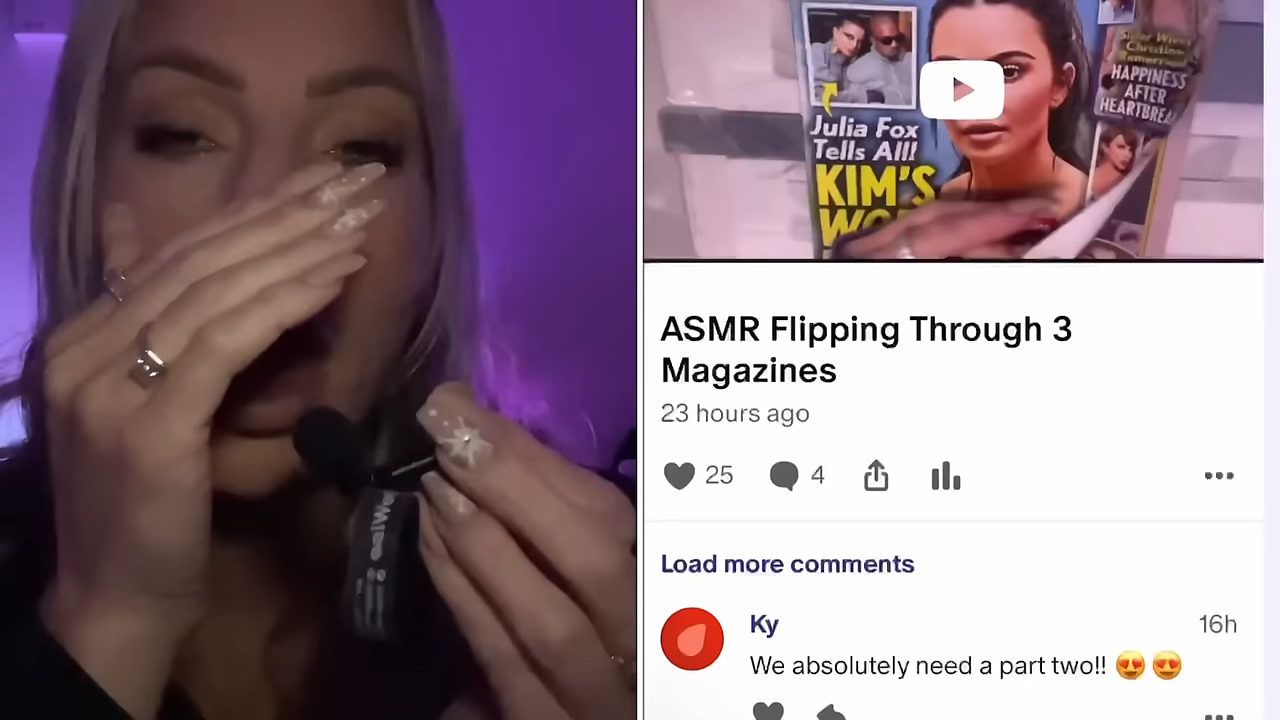 Julia Fox
Tells All!
KIM'S
HAPPINESS
AFTER
ASMR Flipping Through 3
Magazines
23 hours ago
25
4
Load more comments
Ky
16h
We absolutely need a part two!! 😍 😍